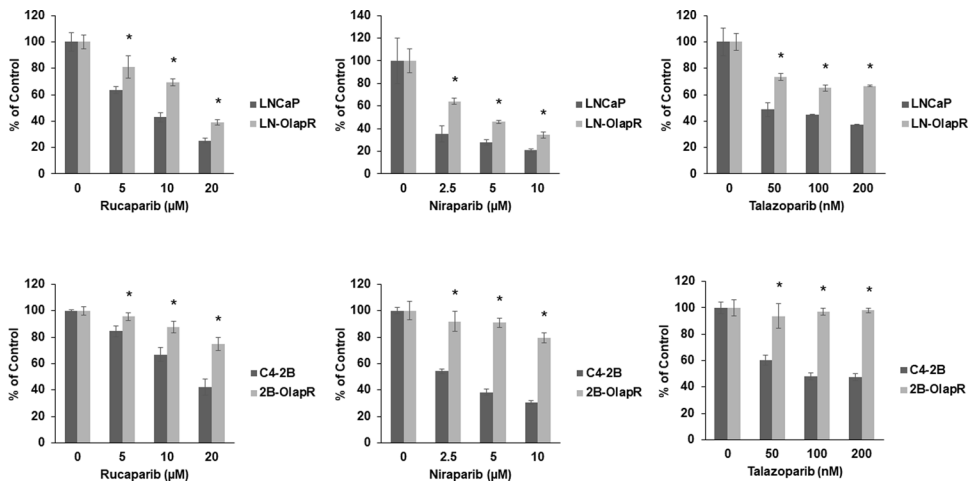 % of Control
120
100
80
60
40
20
0
*
*
*
0 5 10 20
Rucaparib (µM)
LNCaP
LN-OlapR
% of Control
140
120
100
80
60
40
20
0
*
*
*
0 2.5 5 10
Niraparib (µM)
LNCaP
LN-OlapR
% of Control
120
100
80
60
40
20
0
*
*
*
0 50 100 200
Talazoparib (nM)
LNCaP
LN-OlapR
% of Control
120
100
80
60
40
20
0
*
*
*
0 5 10 20
Rucaparib (µM)
C4-2B
2B-OlapR
% of Control
120
100
80
60
40
20
0
*
*
*
0 2.5 5 10
Niraparib (µM)
C4-2B
2B-OlapR
% of Control
120
100
80
60
40
20
0
*
*
*
0 50 100 200
Talazoparib (nM)
C4-2B
2B-OlapR